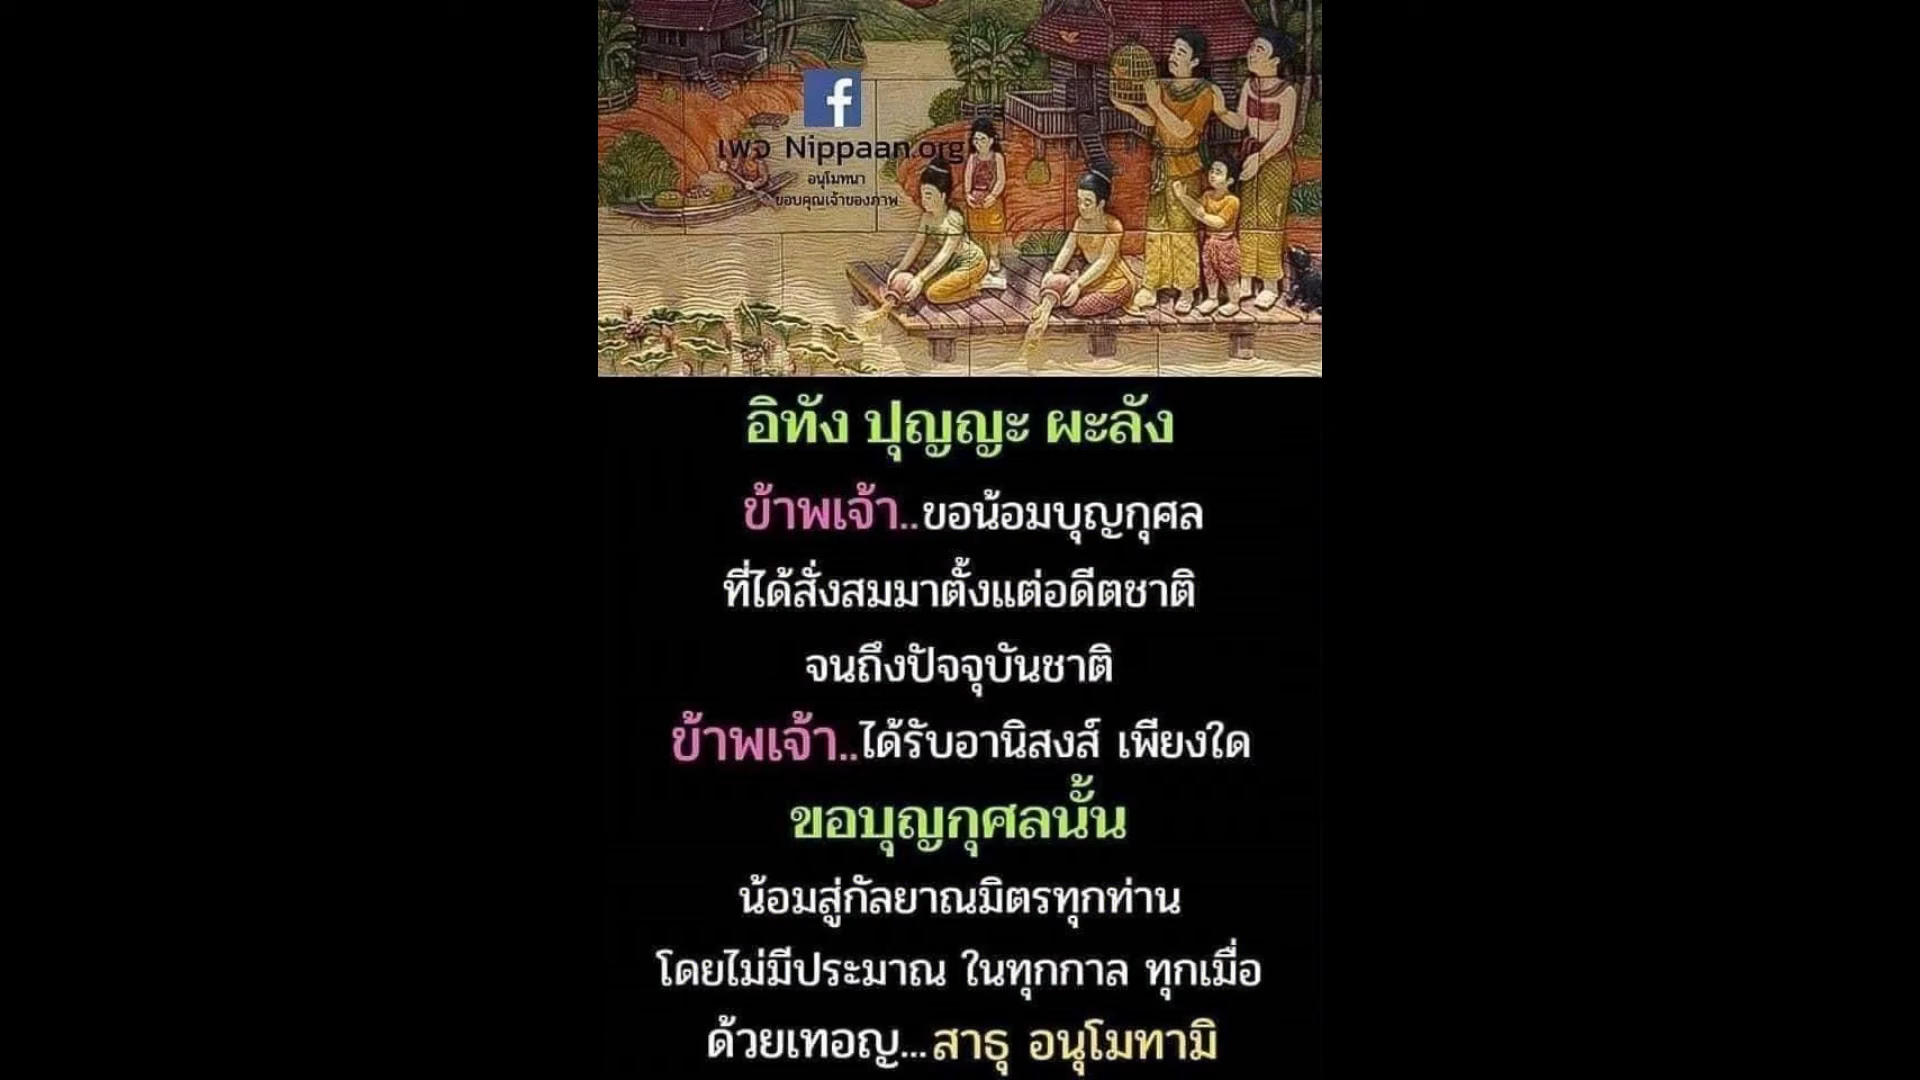 f
เพจ Nippaan.org
อนุโมทนา
ขอบคุณเจ้าของภาพ
อิทัง ปุญญะ ผะลัง
ข้าพเจ้า..ขอน้อมบุญกุศล
ที่ได้สั่งสมมาตั้งแต่อดีตชาติ
จนถึงปัจจุบันชาติ
ข้าพเจ้า..ได้รับอานิสงส์ เพียงใด
ขอบุญกุศลนั้น
น้อมสู่กัลยาณมิตรทุกท่าน
โดยไม่มีประมาณ ในทุกกาล ทุกเมื่อ
ด้วยเทอญ...สาธุ อนุโมทามิ